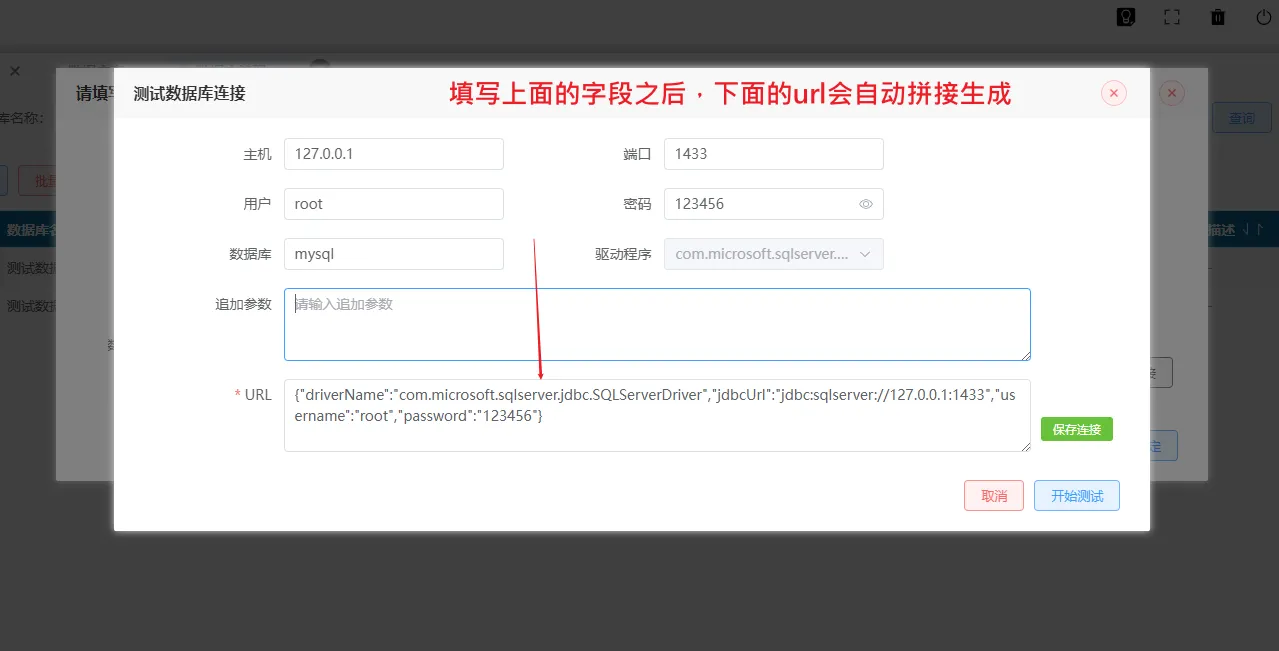 请填写
测试数据库连接
填写上面的字段之后，下面的url会自动拼接生成
库名称:
查询
主机
127.0.0.1
端口
1433
批量
用户
root
密码
123456
数据库名
描述
数据库
mysql
驱动程序
com.microsoft.sqlserver....
测试数据
测试数据
追加参数
请输入追加参数
* URL
{"driverName":"com.microsoft.sqlserver.jdbc.SQLServerDriver","jdbcUrl":"jdbc:sqlserver://127.0.0.1:1433","us
ername":"root","password":"123456"}
保存连接
定
取消
开始测试